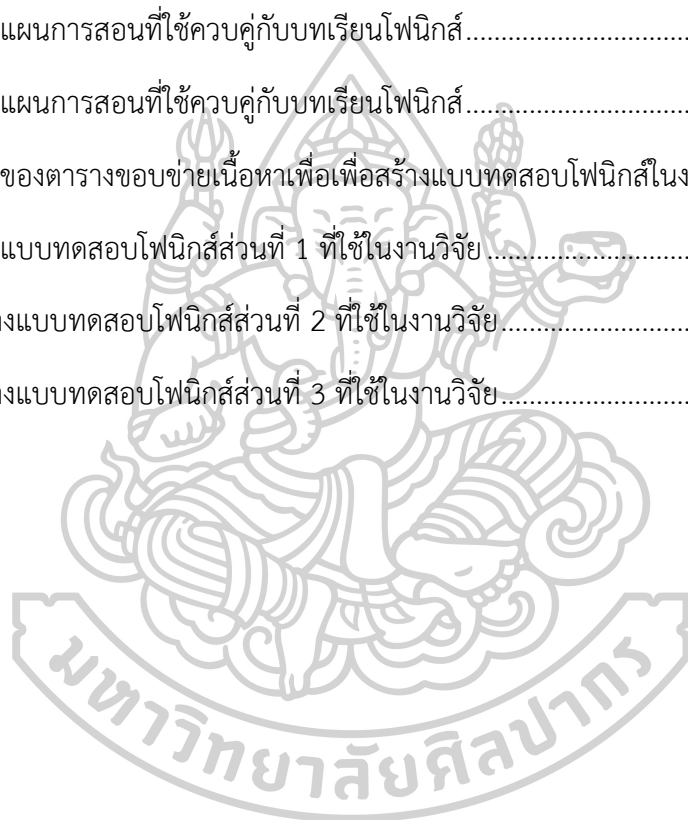 แผนการสอนที่ใช้ควบคู่กับบทเรียนโฟนิกส์................................
แผนการสอนที่ใช้ควบคู่กับบทเรียนโฟนิกส์................................
ของตารางขอบข่ายเนื้อหาเพื่อเพื่อสร้างแบบทดสอบโฟนิกส์ในง
แบบทดสอบโฟนิกส์ส่วนที่ 1 ที่ใช้ในงานวิจัย.............................
งแบบทดสอบโฟนิกส์ส่วนที่ 2 ที่ใช้ในงานวิจัย...........................
งแบบทดสอบโฟนิกส์ส่วนที่ 3 ที่ใช้ในงานวิจัย...........................
มหาวิทยาลัยศิลปากร